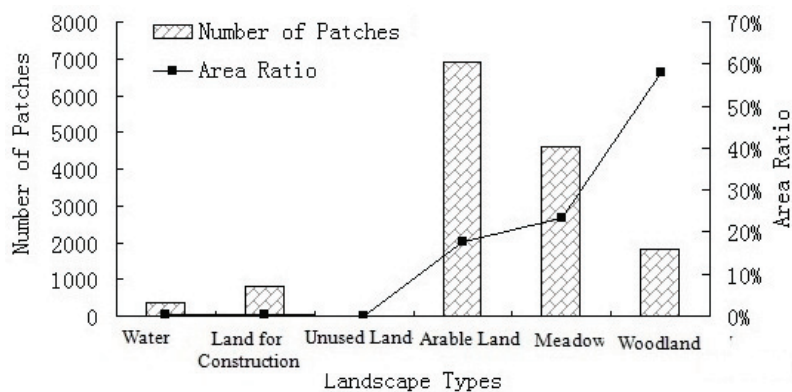 8000
7000
6000
5000
4000
3000
2000
1000
0
Number of Patches
Number of Patches
Area Ratio
70%
60%
50%
40%
30%
20%
10%
0%
Area Ratio
Water
Land for
Construction
Unused Land
Arable Land
Meadow
Woodland
Landscape Types